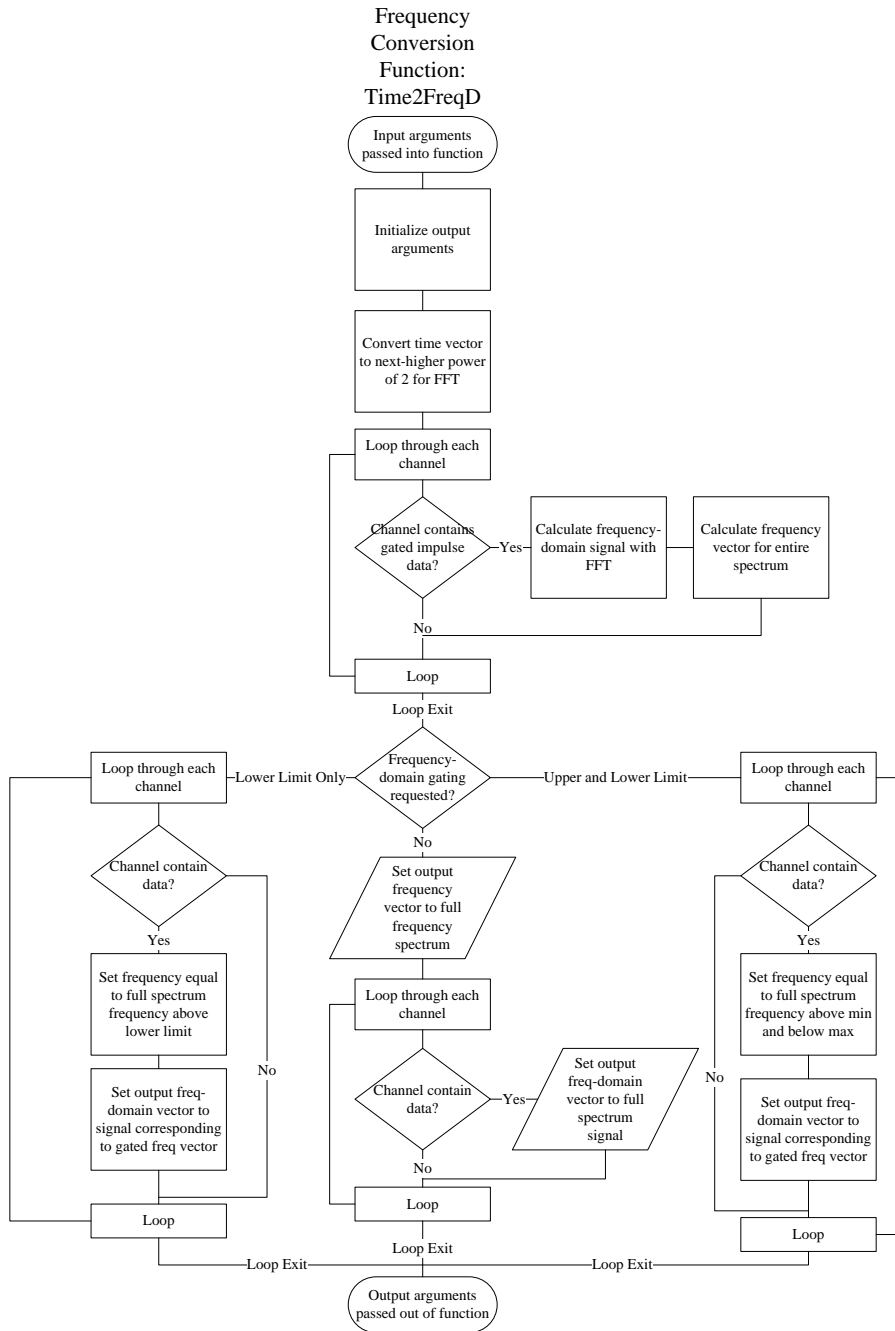 Frequency
Conversion
Function:
Time2FreqD
Input arguments
passed into function
Initialize output
arguments
Convert time vector
to next-higher power
of 2 for FFT
Loop through each
channel
Channel contains
gated impulse
data?
Yes
Calculate frequency-
domain signal with
FFT
Calculate frequency
vector for entire
spectrum
No
Loop
Loop Exit
Frequency-
domain gating
requested?
Lower Limit Only
Upper and Lower Limit
No
Loop through each
channel
Channel contain
data?
Yes
No
Set frequency equal
to full spectrum
frequency above
lower limit
Set output freq-
domain vector to
signal corresponding
to gated freq vector
Loop
Loop Exit
Set output
frequency
vector to full
frequency
spectrum
Loop through each
channel
Channel contain
data?
Yes
Set output
freq-domain
vector to full
spectrum
signal
No
Loop
Loop Exit
Loop through each
channel
Channel contain
data?
Yes
No
Set frequency equal
to full spectrum
frequency above min
and below max
Set output freq-
domain vector to
signal corresponding
to gated freq vector
Loop
Loop Exit
Output arguments
passed out of function